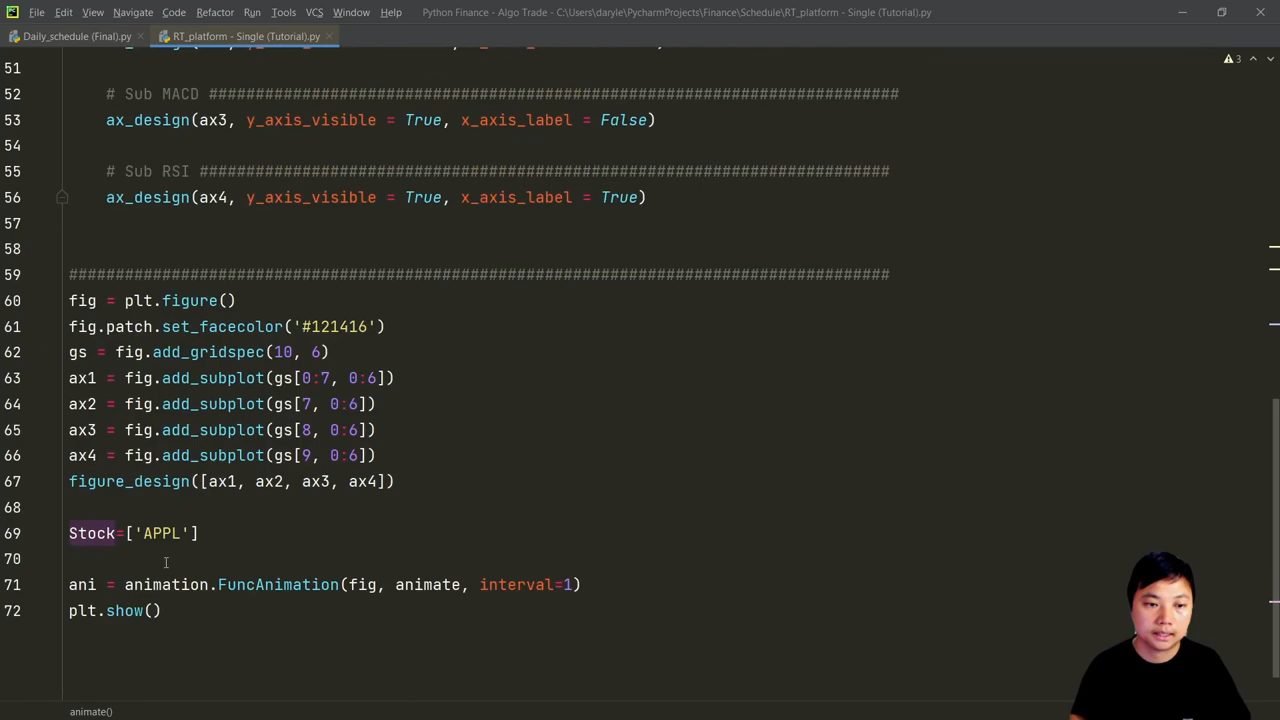 File Edit View Navigate Code Refactor Run Tools VCS Window Help Python Finance - Algo Trade - C:\Users\daryle\PycharmProjects\Finance\Schedule\RT_platform - Single (Tutorial).py
Daily_schedule (Final).py RT_platform - Single (Tutorial).py
3
51
52 # Sub MACD ##########################################################################
53 ax_design(ax3, y_axis_visible = True, x_axis_label = False)
54
55 # Sub RSI ##########################################################################
56 ax_design(ax4, y_axis_visible = True, x_axis_label = True)
57
58
59 ########################################################################################
60 fig = plt.figure()
61 fig.patch.set_facecolor('#121416')
62 gs = fig.add_gridspec(10, 6)
63 ax1 = fig.add_subplot(gs[0:7, 0:6])
64 ax2 = fig.add_subplot(gs[7, 0:6])
65 ax3 = fig.add_subplot(gs[8, 0:6])
66 ax4 = fig.add_subplot(gs[9, 0:6])
67 figure_design([ax1, ax2, ax3, ax4])
68
69 Stock=['APPL']
70
71 ani = animation.FuncAnimation(fig, animate, interval=1)
72 plt.show()
animate()